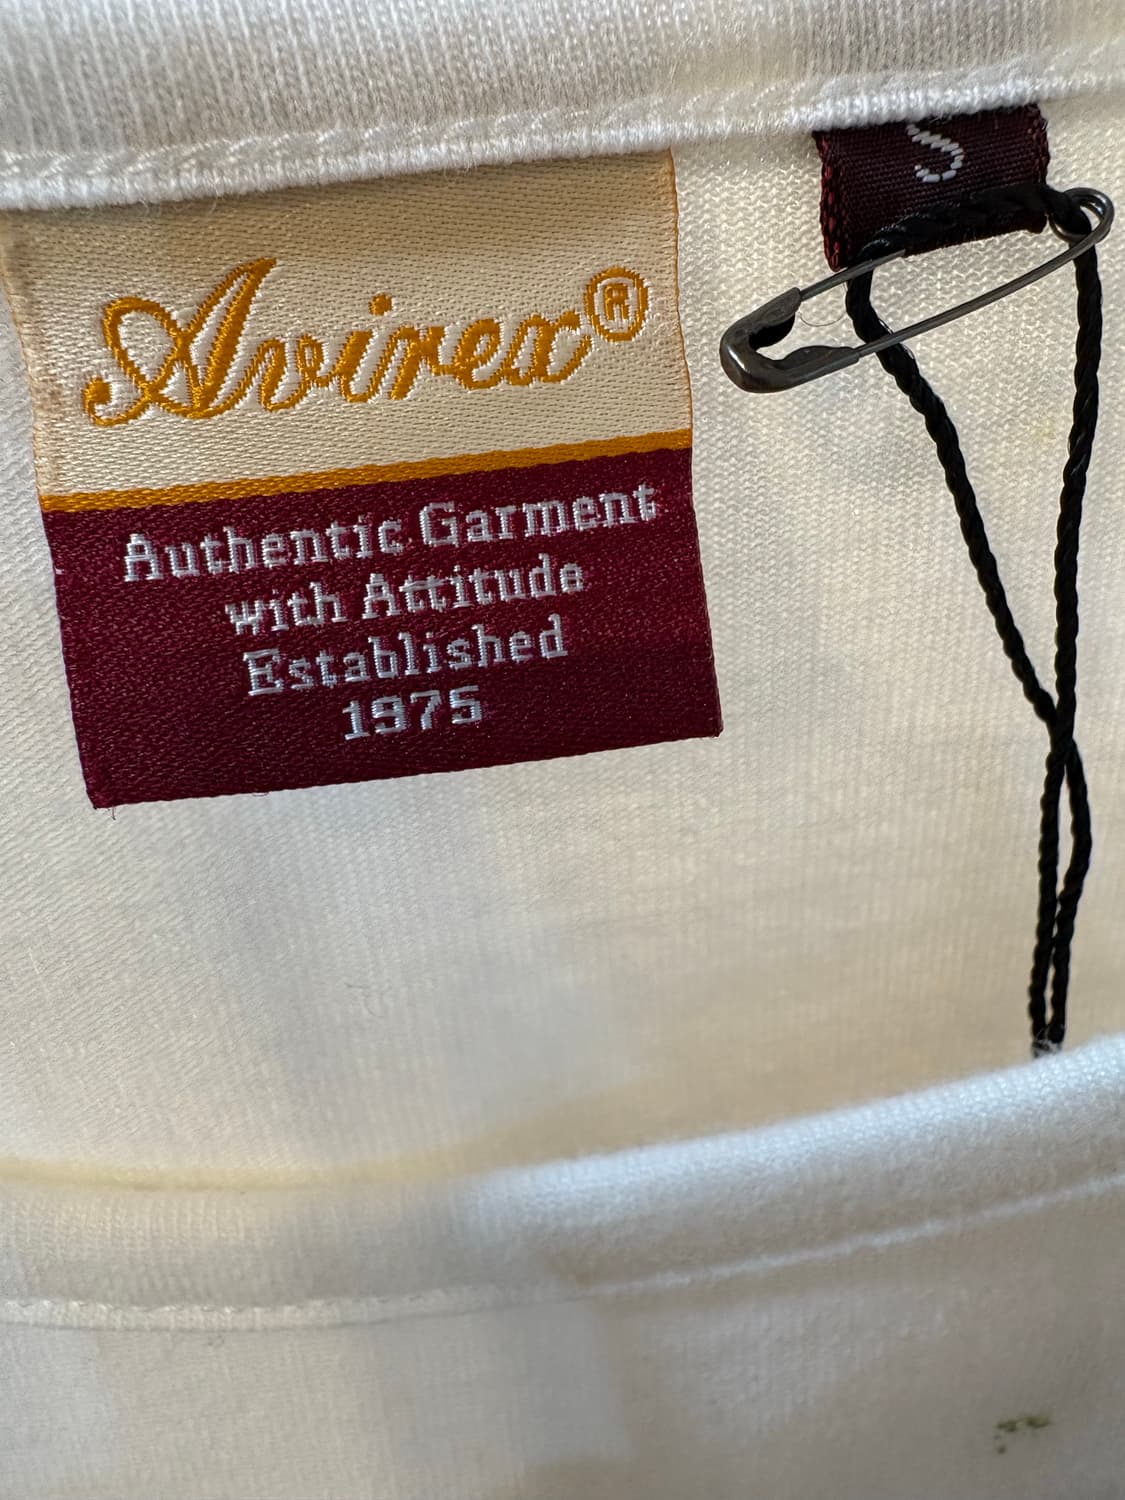 Avirex®
Authentic Garment
with Attitude
Established
1975
S